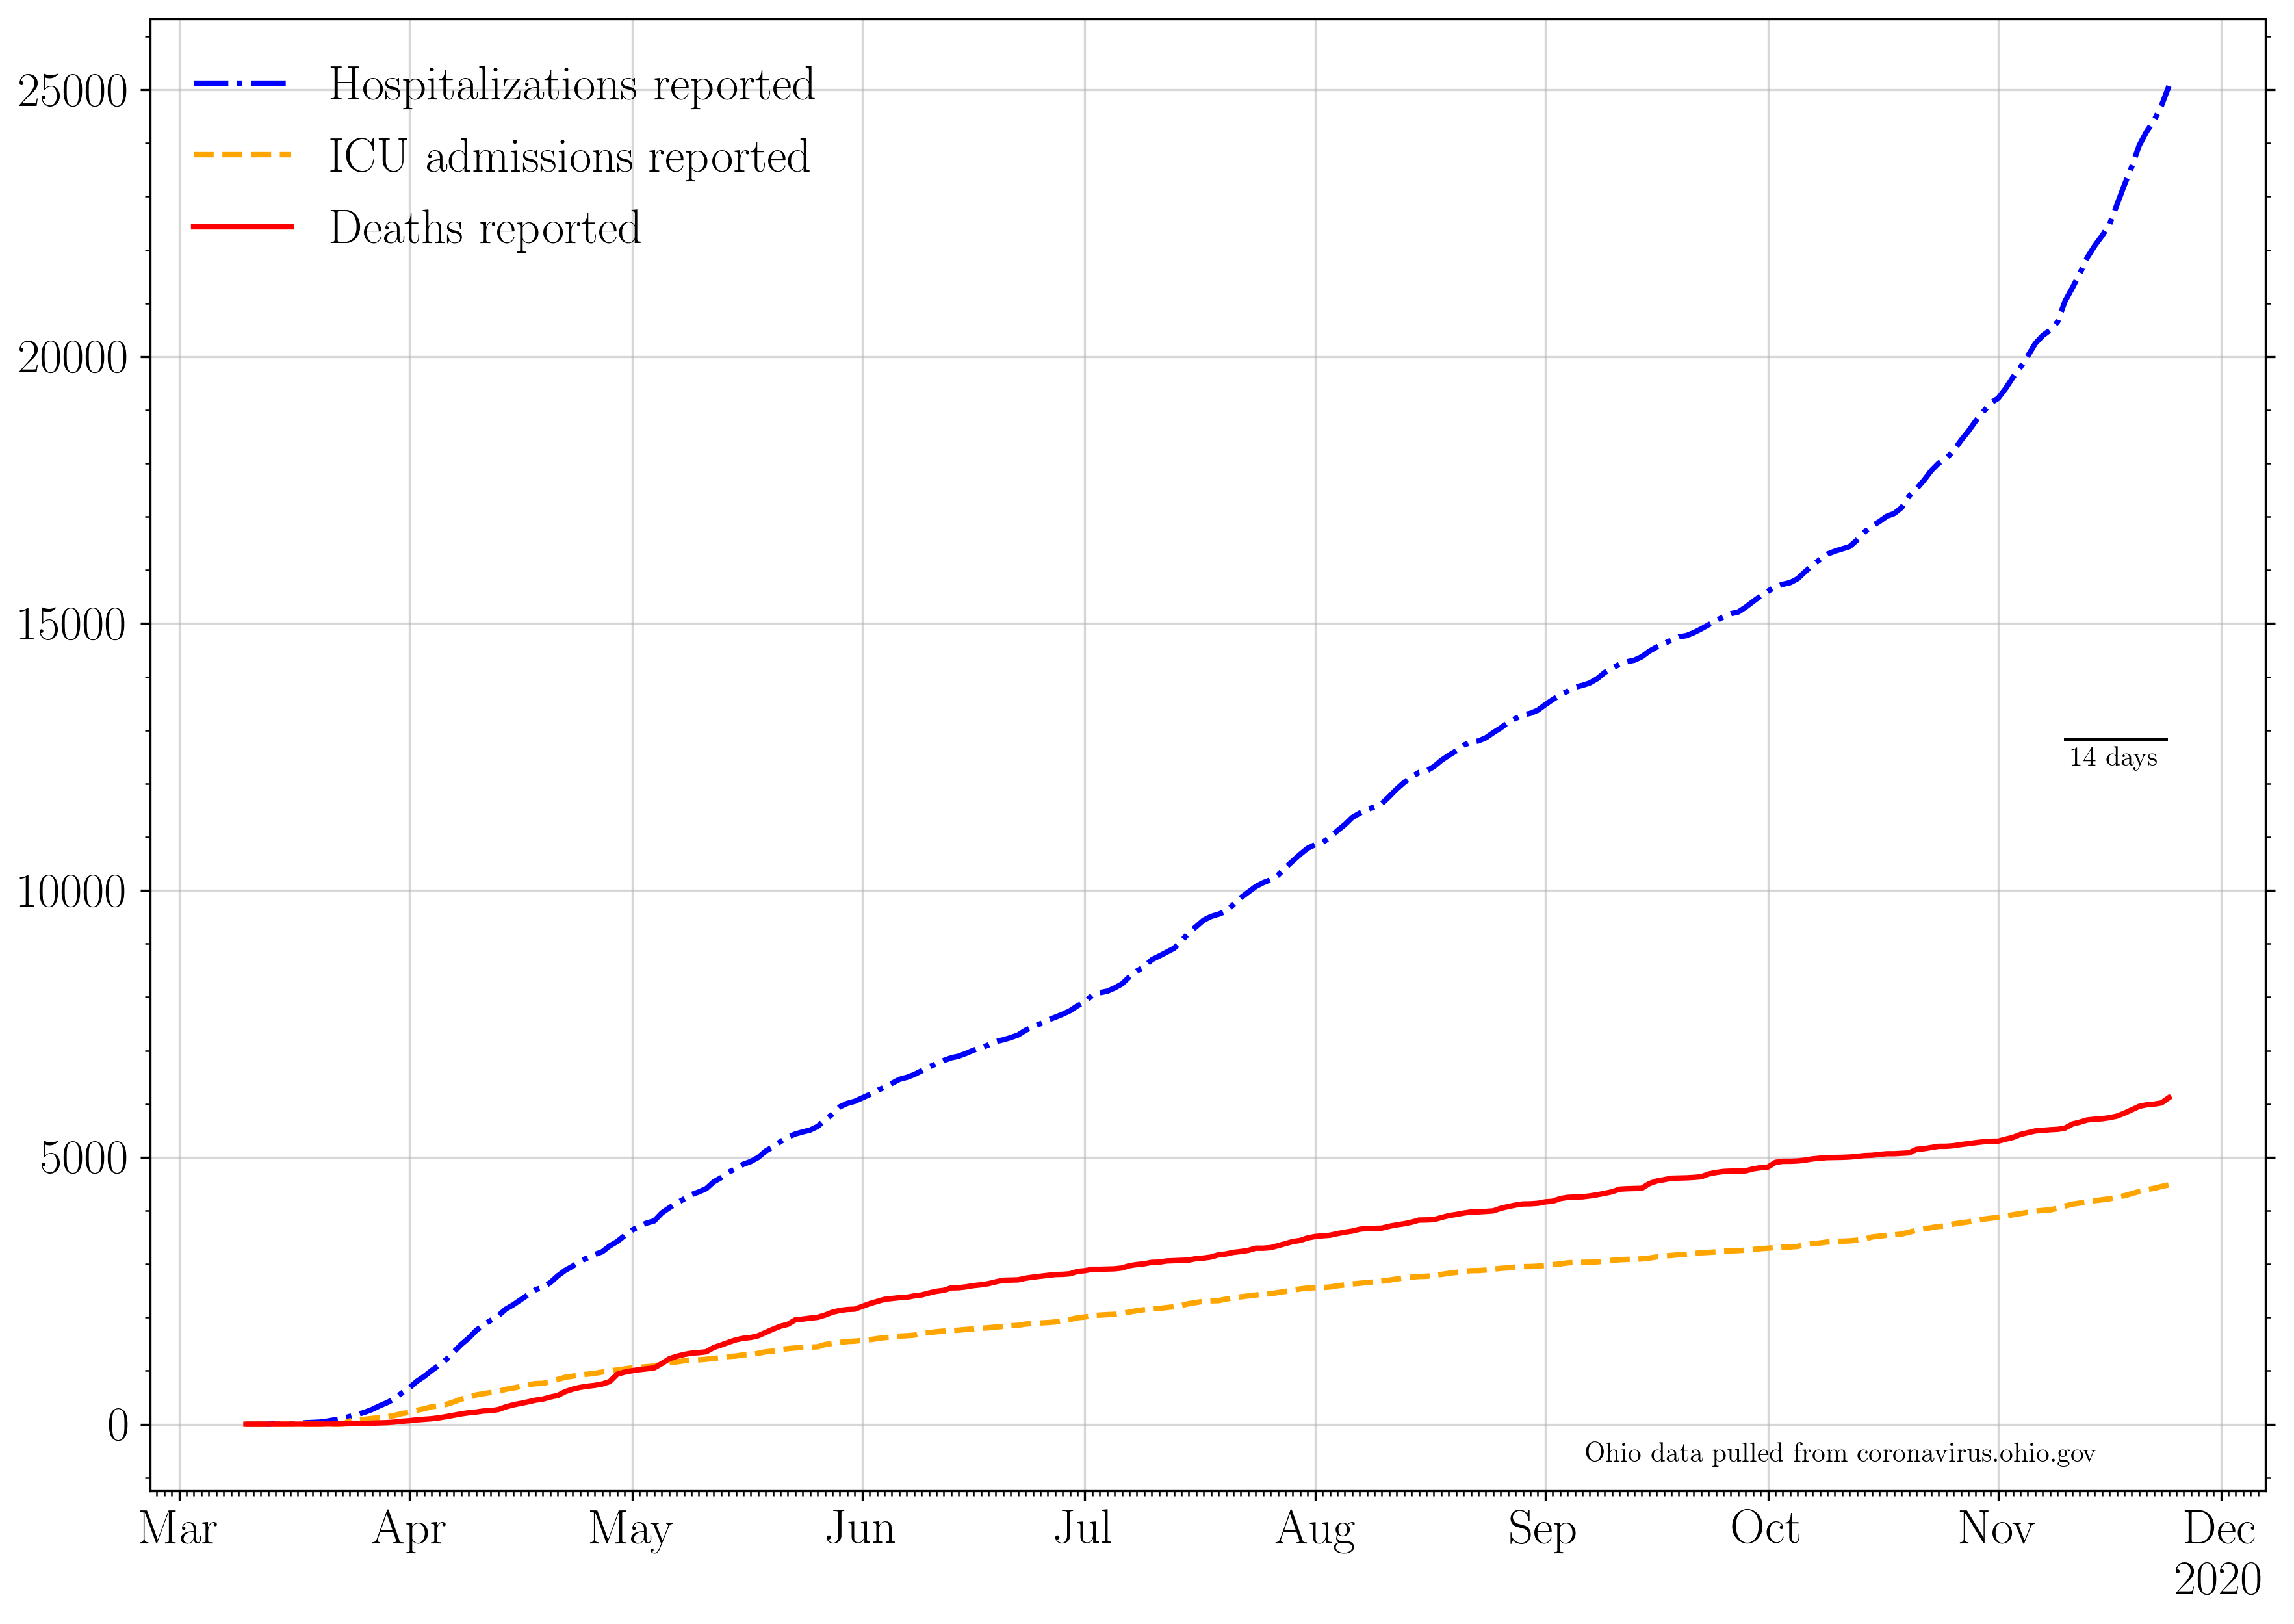 Hospitalizations reported
ICU admissions reported
Deaths reported
25000
20000
15000
10000
5000
0
14 days
Ohio data pulled from coronavirus.ohio.gov
Mar Apr May Jun Jul Aug Sep Oct Nov Dec
2020